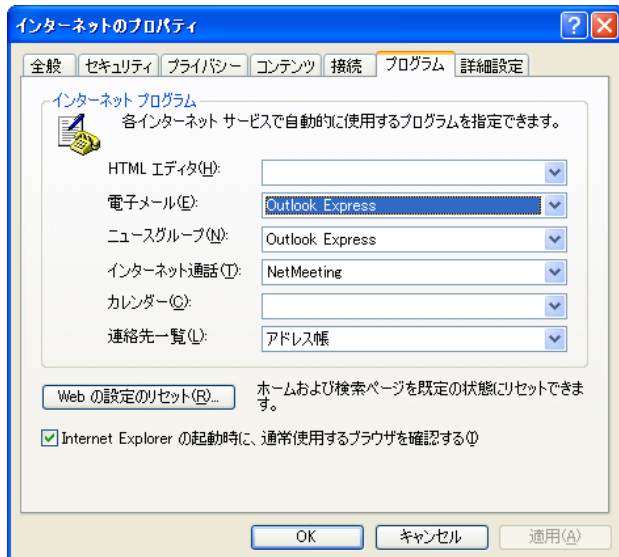 インターネットのプロパティ
全般 セキュリティ プライバシー コンテンツ 接続 プログラム 詳細設定
インターネット プログラム
各インターネット サービスで自動的に使用するプログラムを指定できます。
HTML エディタ(H):
電子メール(E): Outlook Express
ニュースグループ(N): Outlook Express
インターネット通話(T): NetMeeting
カレンダー(C):
連絡先一覧(L): アドレス帳
Web の設定のリセット(R)... ホームおよび検索ページを既定の状態にリセットできま
す。
Internet Explorer の起動時に、通常使用するブラウザを確認する(I)
OK キャンセル 適用(A)